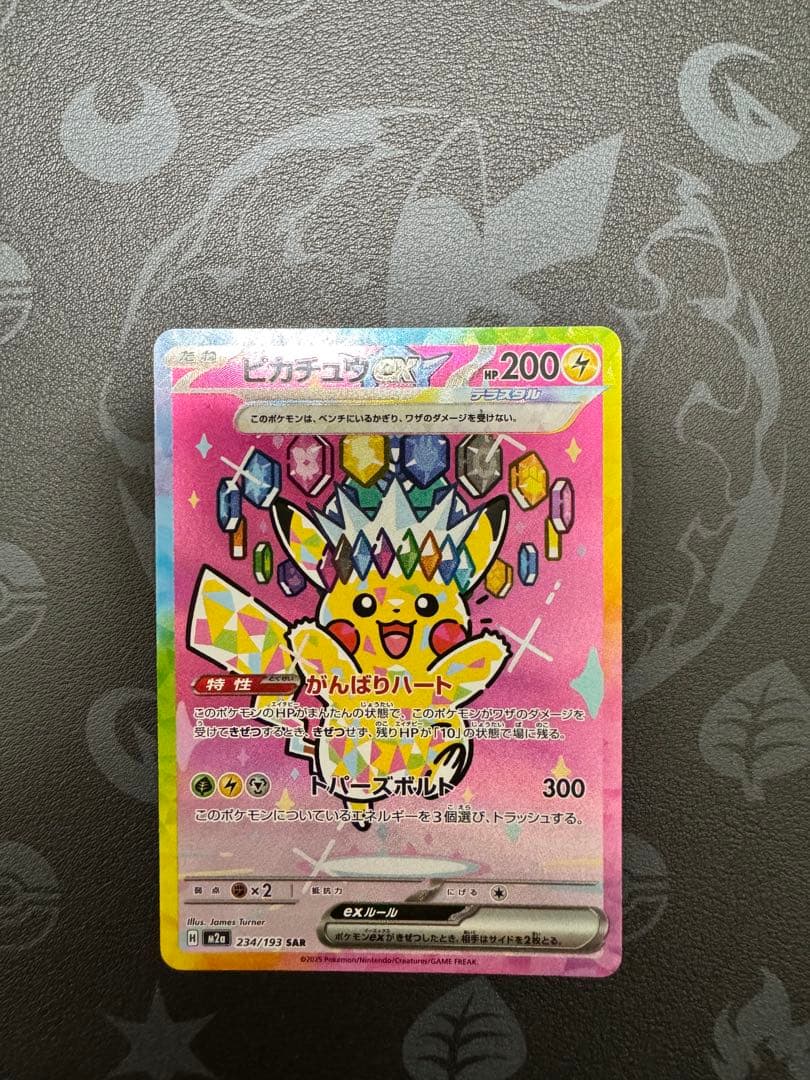 たね ピカチュウex HP200
テラスタル
このポケモンは、ベンチにいるかぎり、ワザのダメージを受けない。
特性 とくせい がんばりハート
このポケモンのHPがまんたんの状態で、このポケモンがワザのダメージを
受けてきぜつするとき、きぜつせず、残りHPが「10」の状態で場に残る。
トパーズボルト 300
このポケモンについているエネルギーを3個選び、トラッシュする。
弱点 ×2 抵抗力 にげる
Illus. James Turner
exルール
H M2a 234/193 SAR
ポケモンexがきぜつしたとき、相手はサイドを2枚とる。
©2025 Pokémon/Nintendo/Creatures/GAME FREAK.